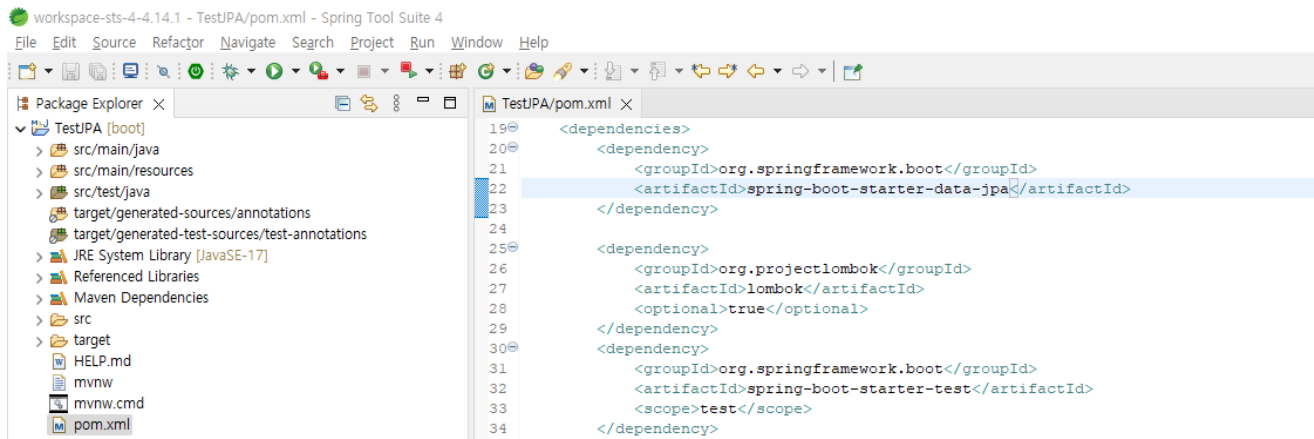 workspace-sts-4-4.14.1 - TestJPA/pom.xml - Spring Tool Suite 4
File Edit Source Refactor Navigate Search Project Run Window Help
Package Explorer
TestJPA [boot]
src/main/java
src/main/resources
src/test/java
target/generated-sources/annotations
target/generated-test-sources/test-annotations
JRE System Library [JavaSE-17]
Referenced Libraries
Maven Dependencies
src
target
HELP.md
mvnw
mvnw.cmd
pom.xml
TestJPA/pom.xml
19 <dependencies>
20 <dependency>
21 <groupId>org.springframework.boot</groupId>
22 <artifactId>spring-boot-starter-data-jpa</artifactId>
23 </dependency>
24
25 <dependency>
26 <groupId>org.projectlombok</groupId>
27 <artifactId>lombok</artifactId>
28 <optional>true</optional>
29 </dependency>
30 <dependency>
31 <groupId>org.springframework.boot</groupId>
32 <artifactId>spring-boot-starter-test</artifactId>
33 <scope>test</scope>
34 </dependency>